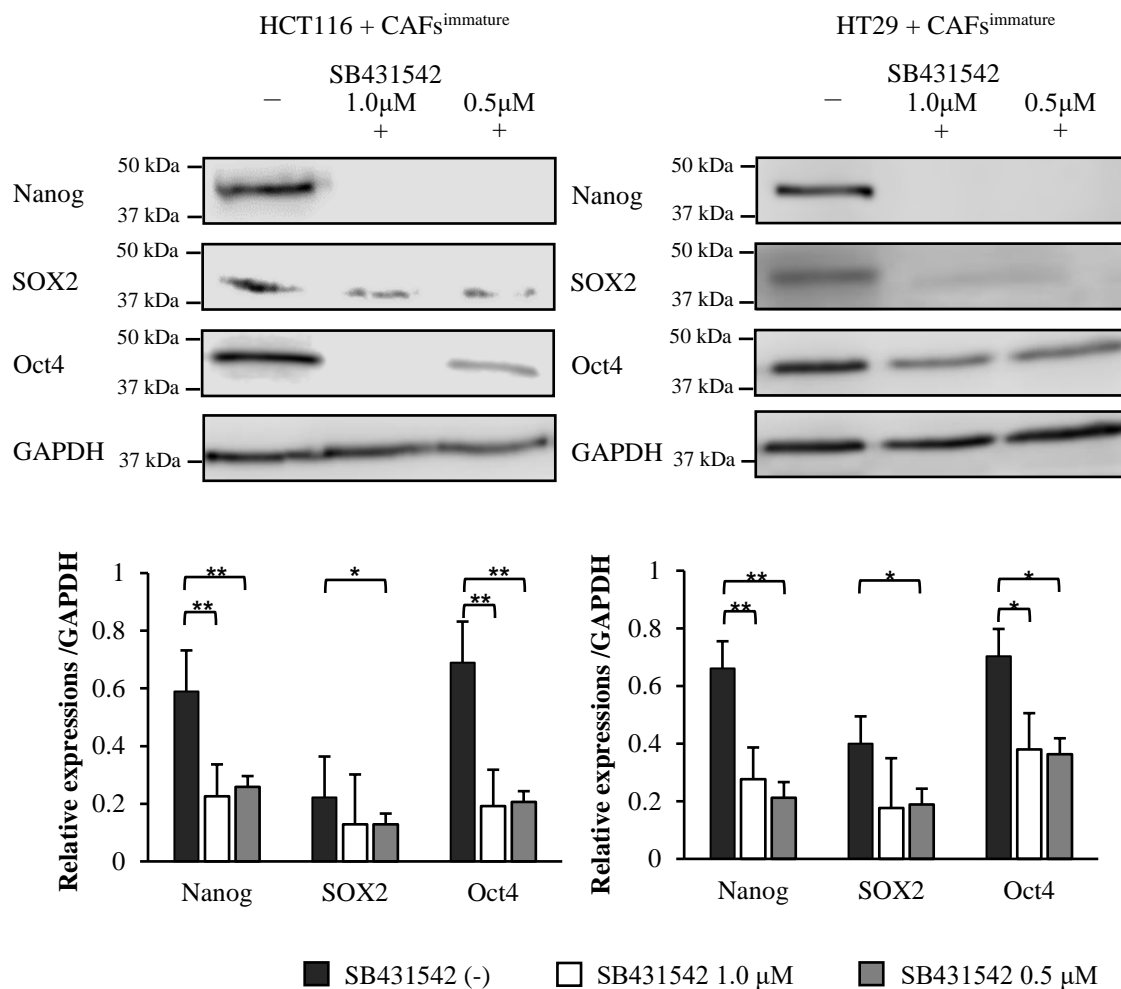 HCT116 + CAFsimmature
SB431542
– 1.0μM 0.5μM
+ +
Nanog
50 kDa
37 kDa
SOX2
50 kDa
37 kDa
Oct4
50 kDa
37 kDa
GAPDH
37 kDa
HT29 + CAFsimmature
SB431542
– 1.0μM 0.5μM
+ +
Nanog
50 kDa
37 kDa
SOX2
50 kDa
37 kDa
Oct4
50 kDa
37 kDa
GAPDH
37 kDa
Relative expressions /GAPDH
1
0.8
0.6
0.4
0.2
0
**
**
*
**
**
Nanog SOX2 Oct4
Relative expressions /GAPDH
1
0.8
0.6
0.4
0.2
0
**
**
*
*
*
Nanog SOX2 Oct4
SB431542 (-) SB431542 1.0 μM SB431542 0.5 μM